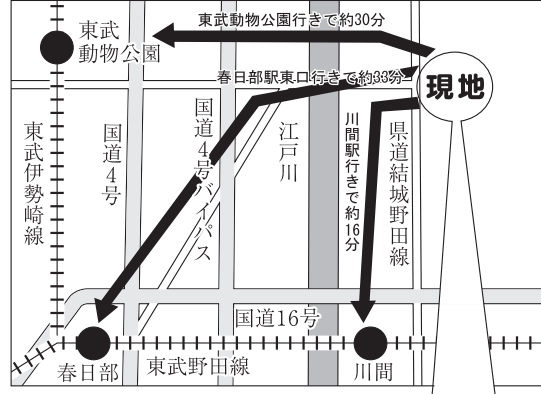 東武動物公園行きで約30分
東武
動物公園
春日部駅東口行きで約33分
現地
東武伊勢崎線
国道4号
国道4号バイパス
江戸川
川間駅行きで約16分
県道結城野田線
国道16号
春日部
東武野田線
川間